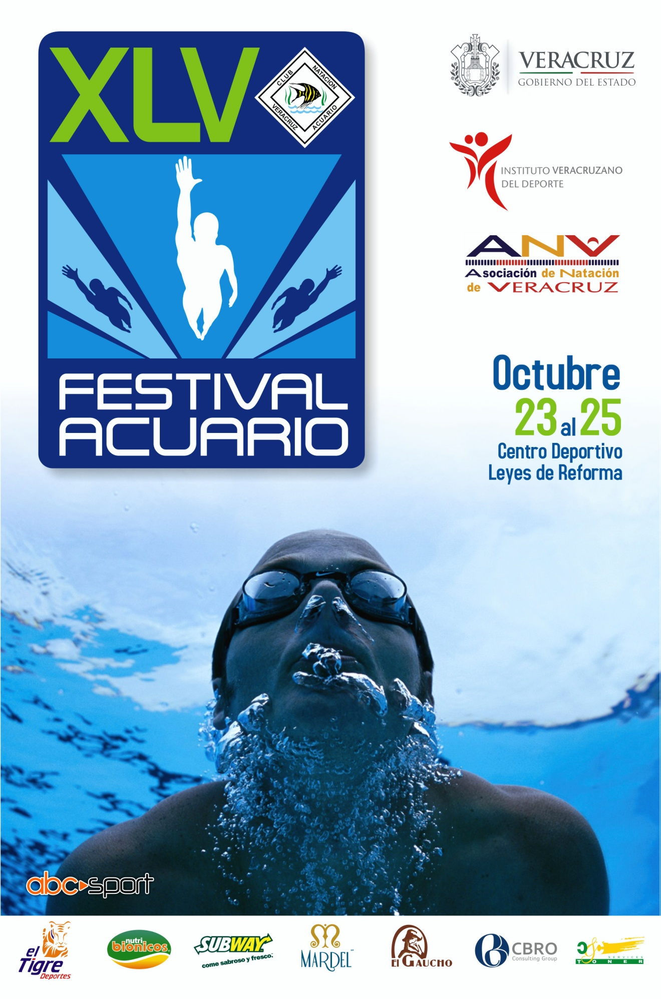 XLV
CLUB
NATACION
VERACRUZ
ACUARIO
FESTIVAL
ACUARIO
VERACRUZ
GOBIERNO DEL ESTADO
INSTITUTO VERACRUZANO
DEL DEPORTE
ANV
Asociación de Natación
de VERACRUZ
Octubre
23 al 25
Centro Deportivo
Leyes de Reforma
abc sport
el
Tigre
Deportes
nutri
bionicos
SUBWAY
come sabroso y fresco.
MARDEL
El GAUCHO
CBRO
Consulting Group
SERVICES
TONER